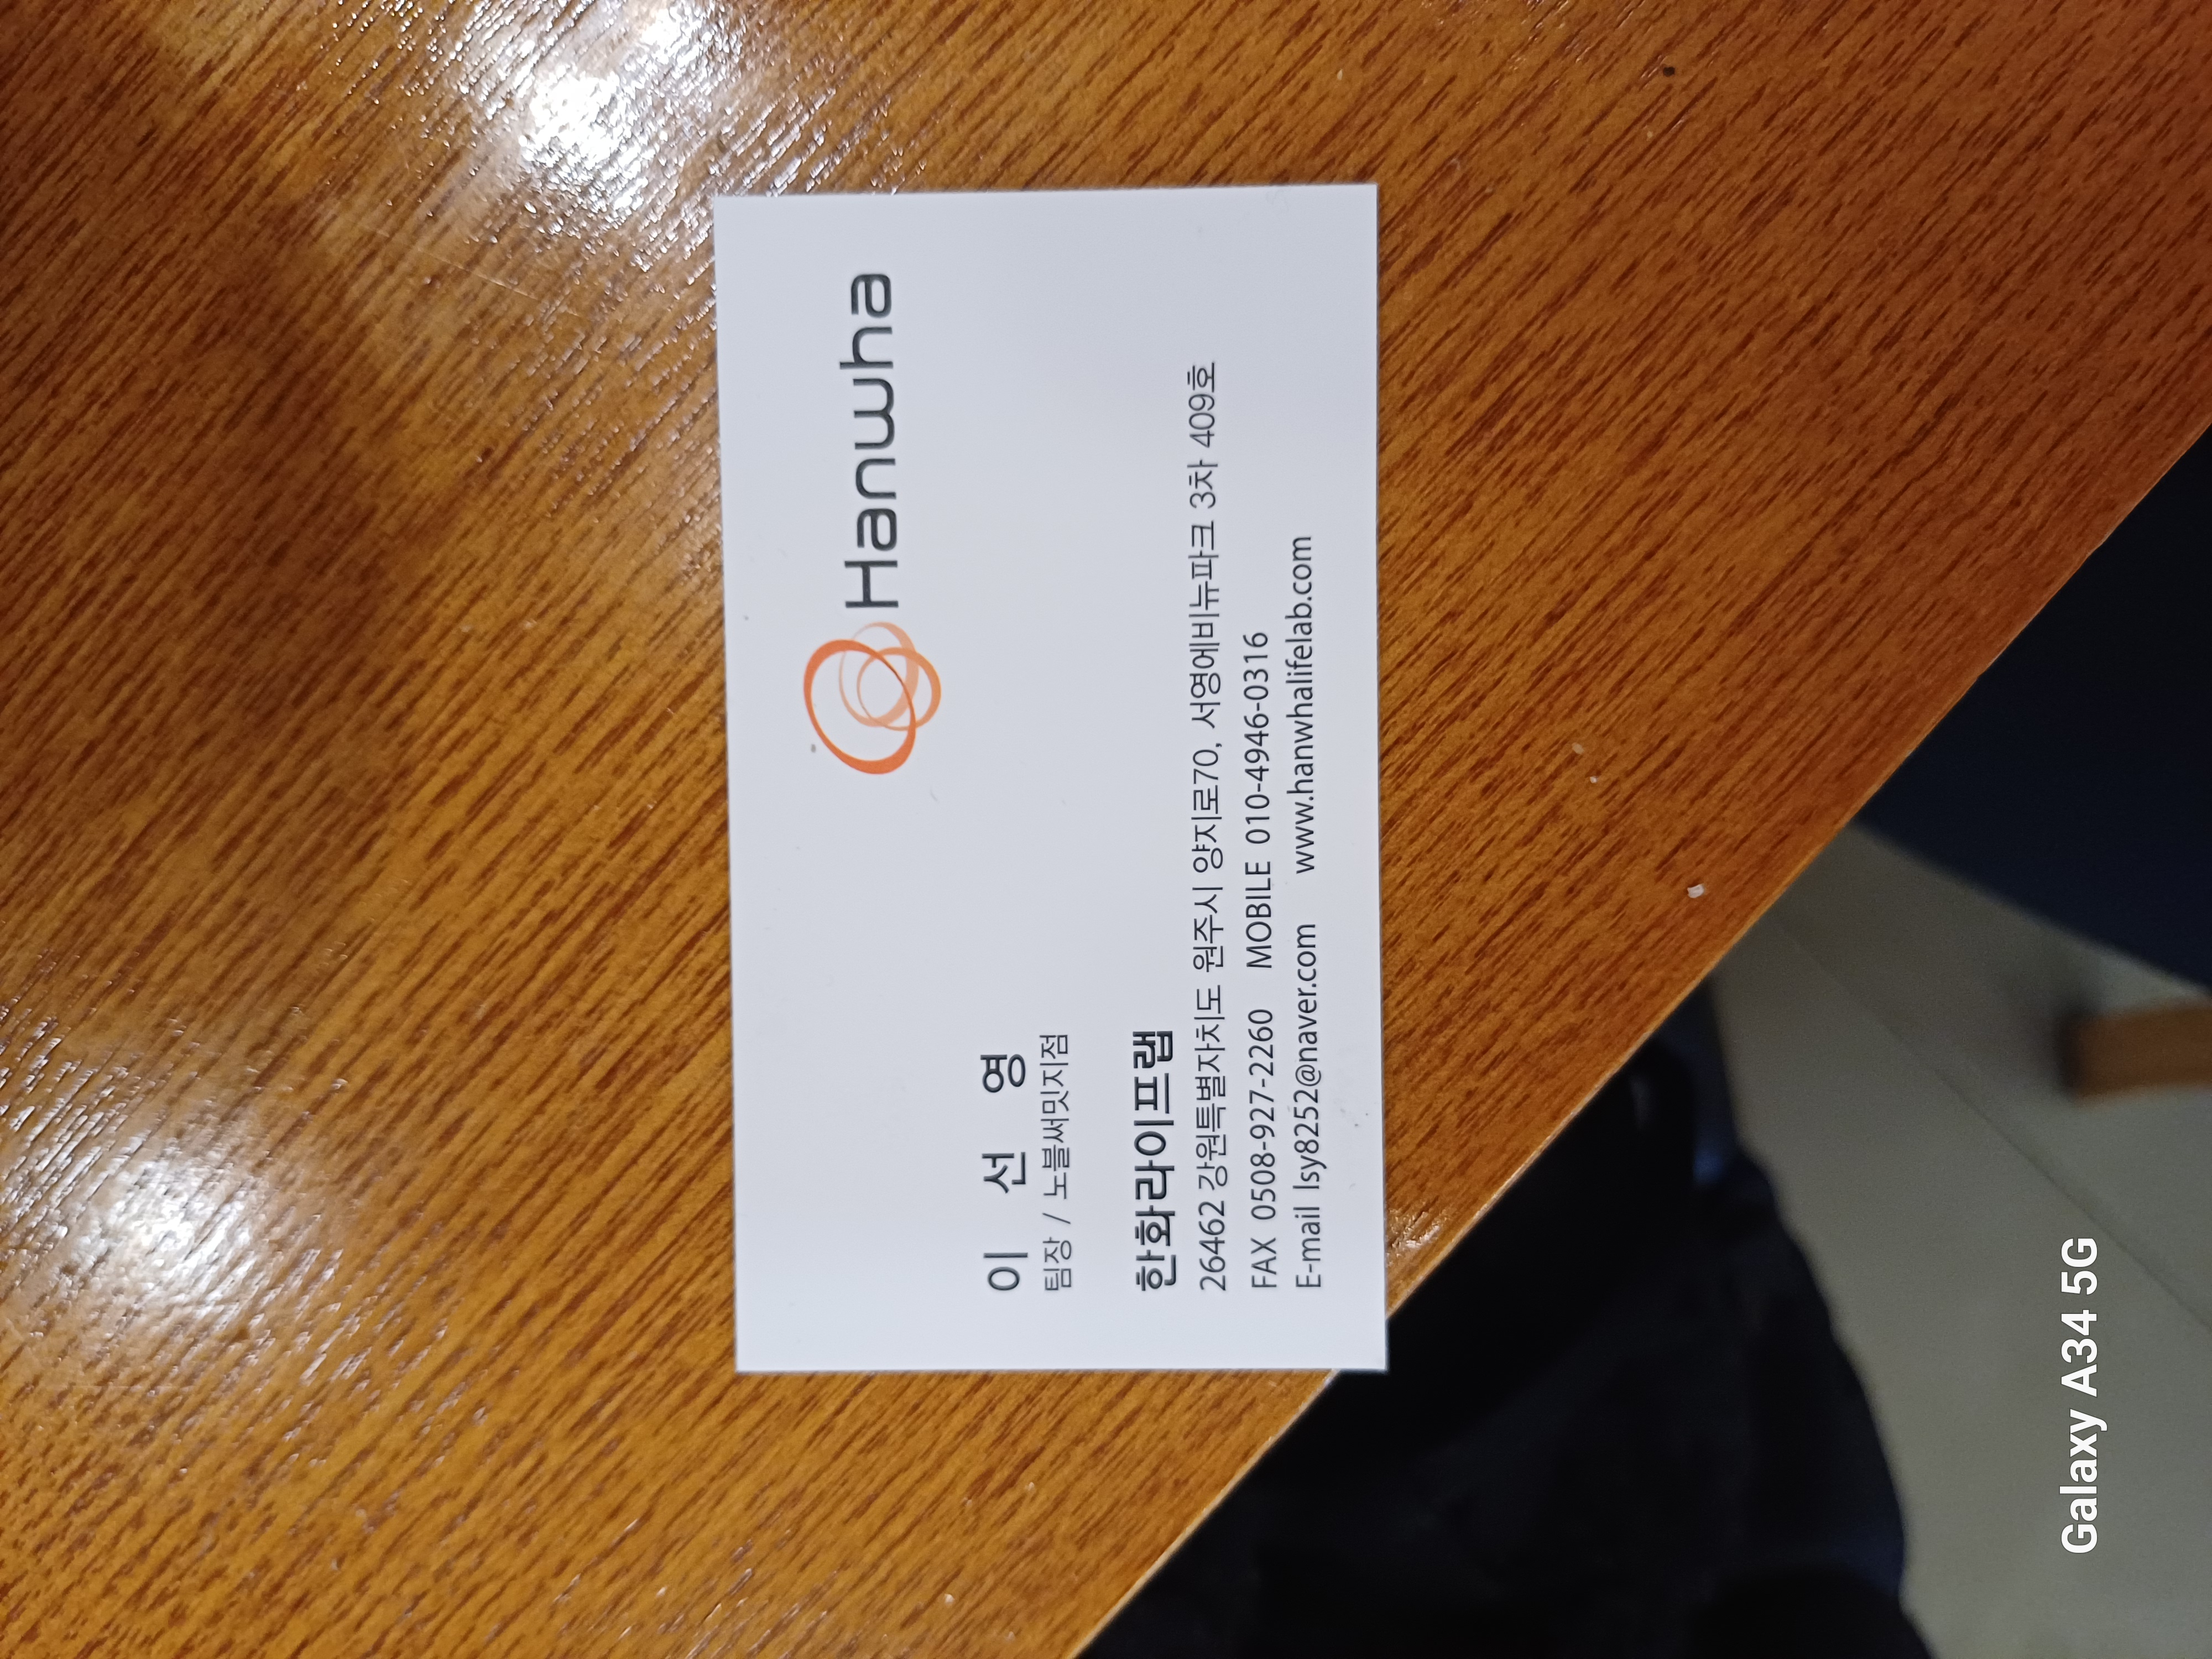 Hanwha
이 선 영
팀장 / 노블써밋지점
한화라이프랩
26462 강원특별자치도 원주시 양지로70, 서영에비뉴파크 3차 409호
FAX 0508-927-2260 MOBILE 010-4946-0316
E-mail lsy8252@naver.com www.hanwhalifelab.com
Galaxy A34 5G